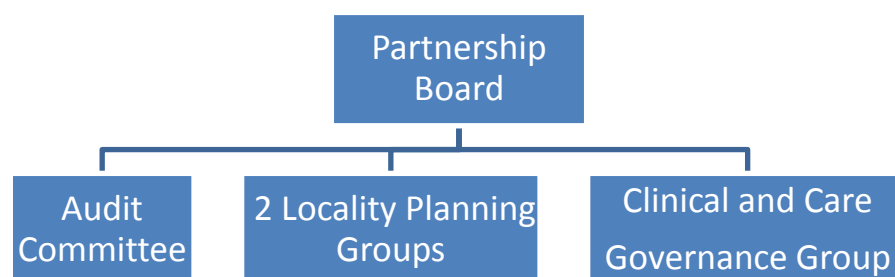 Partnership
Board
Audit
Committee
2 Locality Planning
Groups
Clinical and Care
Governance Group